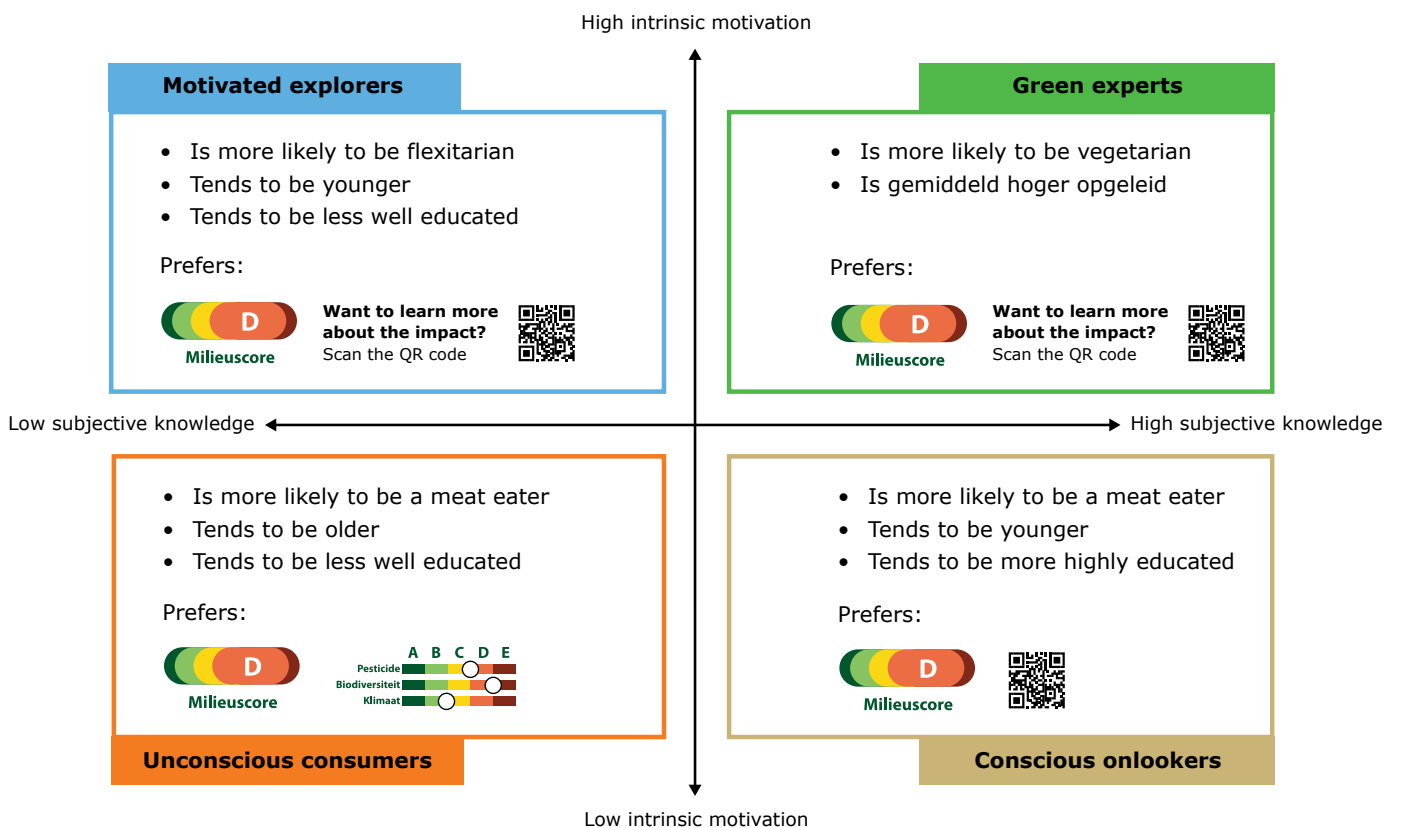 High intrinsic motivation
Motivated explorers
• Is more likely to be flexitarian
• Tends to be younger
• Tends to be less well educated
Prefers:
D
Milieuscore
Want to learn more
about the impact?
Scan the QR code
Green experts
• Is more likely to be vegetarian
• Is gemiddeld hoger opgeleid
Prefers:
D
Milieuscore
Want to learn more
about the impact?
Scan the QR code
Low subjective knowledge
High subjective knowledge
• Is more likely to be a meat eater
• Tends to be older
• Tends to be less well educated
Prefers:
D
Milieuscore
A B C D E
Pesticide
Biodiversiteit
Klimaat
Unconscious consumers
• Is more likely to be a meat eater
• Tends to be younger
• Tends to be more highly educated
Prefers:
D
Milieuscore
Conscious onlookers
Low intrinsic motivation